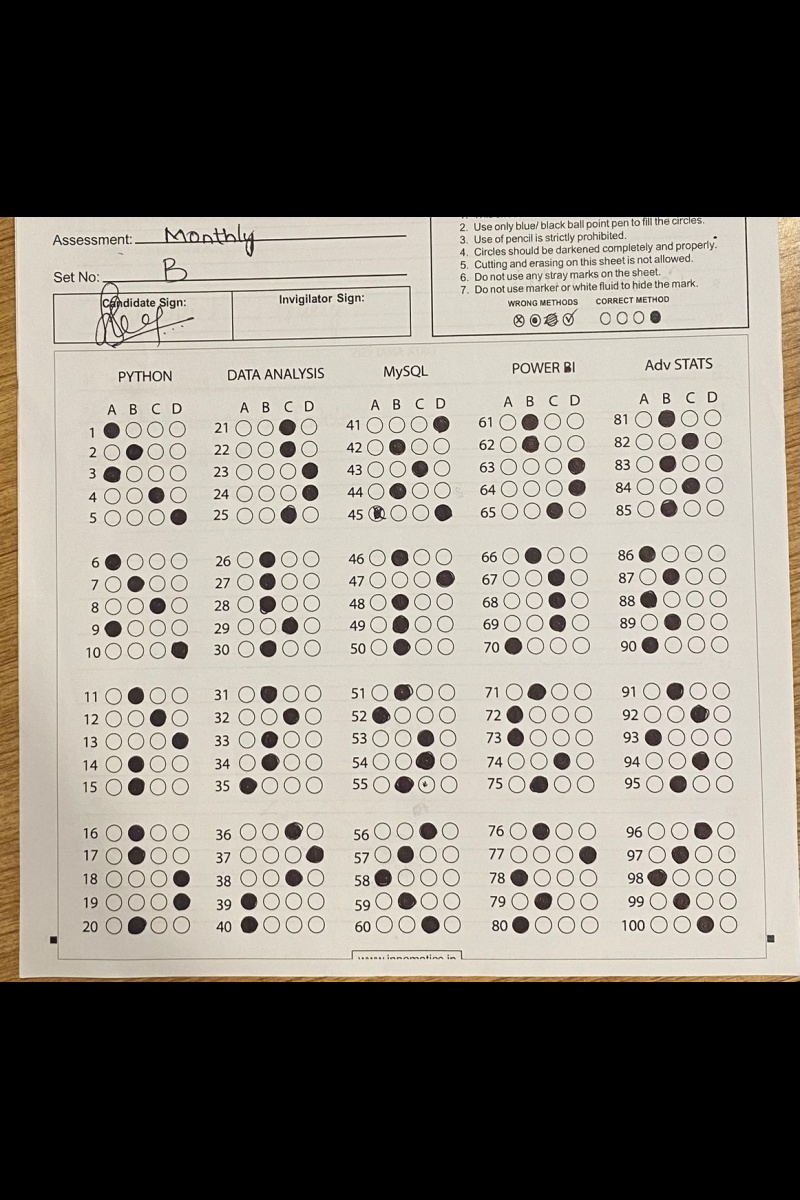 Assessment: Monthly
Set No: B
Candidate Sign:
Invigilator Sign:
2. Use only blue/ black ball point pen to fill the circles.
3. Use of pencil is strictly prohibited.
4. Circles should be darkened completely and properly.
5. Cutting and erasing on this sheet is not allowed.
6. Do not use any stray marks on the sheet.
7. Do not use marker or white fluid to hide the mark.
WRONG METHODS CORRECT METHOD
PYTHON DATA ANALYSIS MySQL POWER BI Adv STATS
A B C D A B C D A B C D A B C D A B C D
1 21 41 61 81
2 22 42 62 82
3 23 43 63 83
4 24 44 64 84
5 25 45 65 85
6 26 46 66 86
7 27 47 67 87
8 28 48 68 88
9 29 49 69 89
10 30 50 70 90
11 31 51 71 91
12 32 52 72 92
13 33 53 73 93
14 34 54 74 94
15 35 55 75 95
16 36 56 76 96
17 37 57 77 97
18 38 58 78 98
19 39 59 79 99
20 40 60 80 100